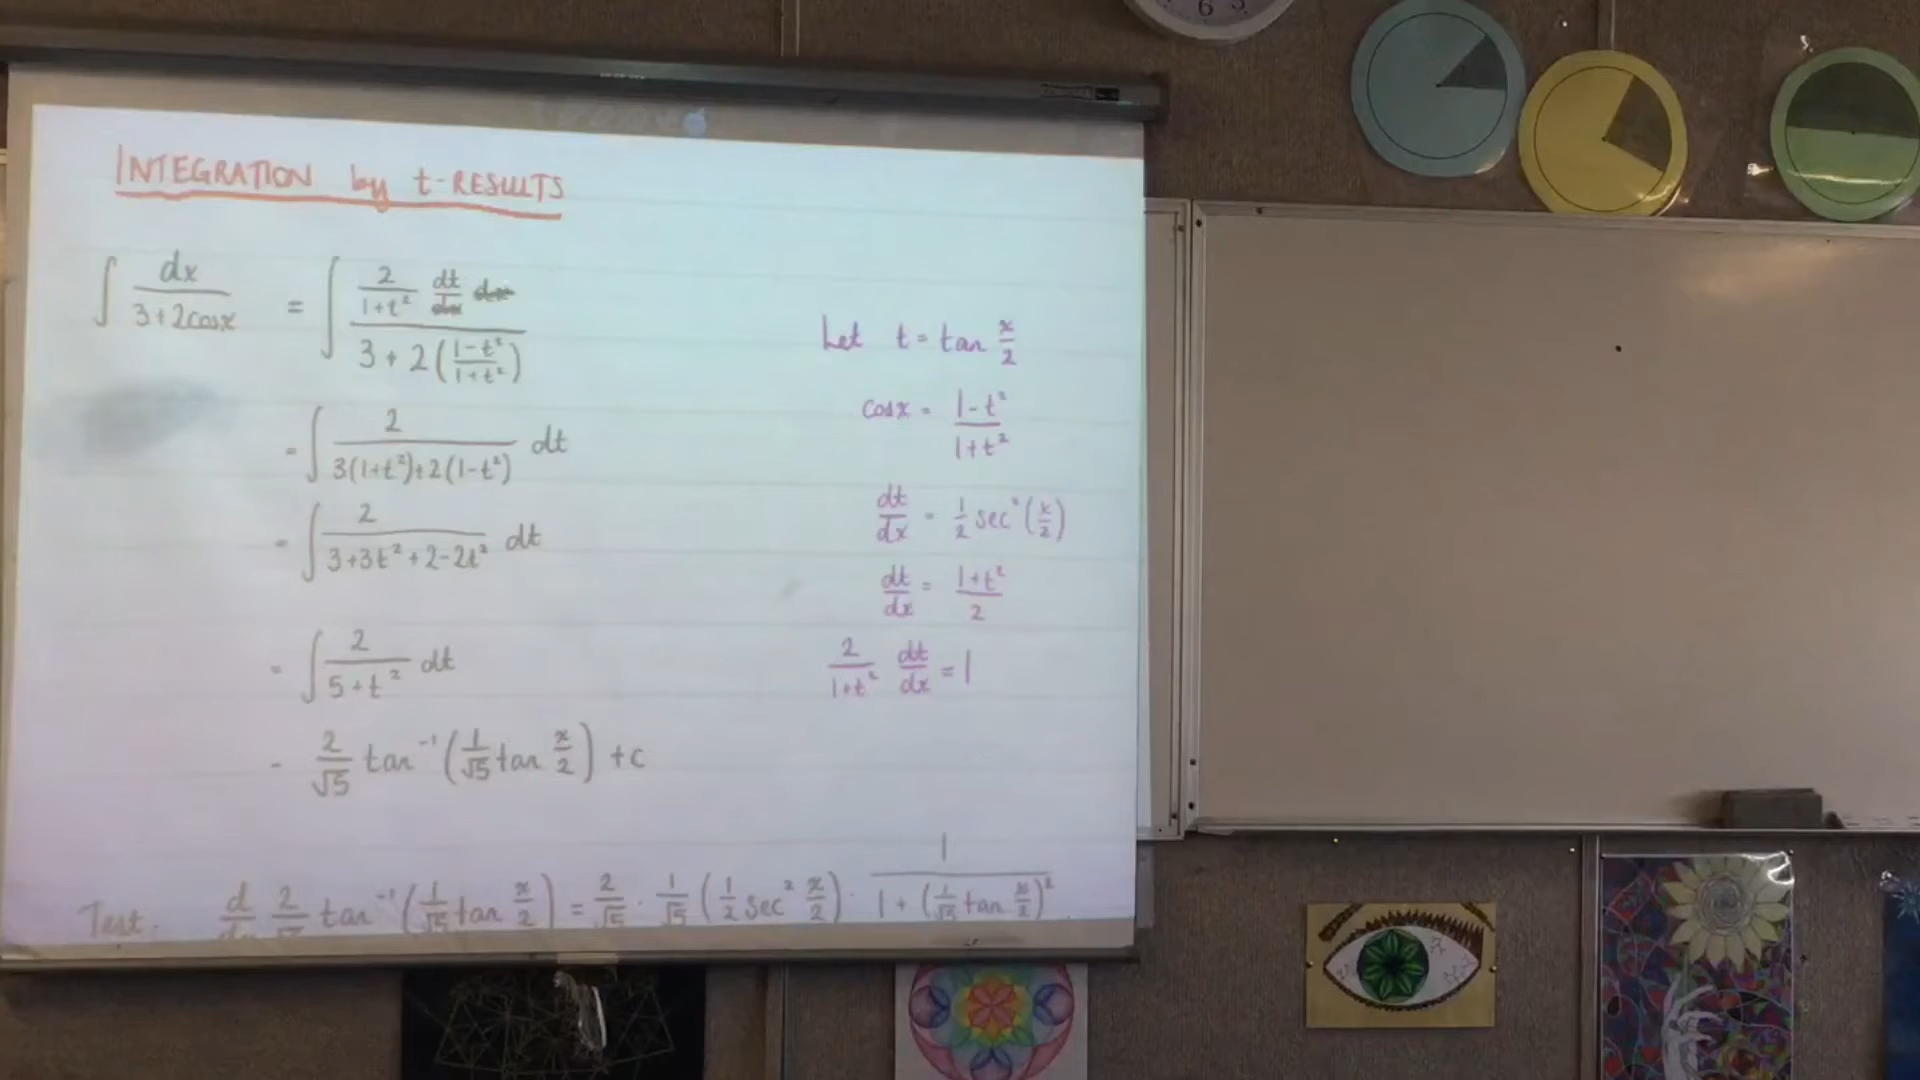 INTEGRATION by t-RESULTS
∫ dx / (3+2cosx) = ∫ (2/(1+t²) dt/dx dx) / (3+2((1-t²)/(1+t²)))
= ∫ 2 / (3(1+t²)+2(1-t²)) dt
= ∫ 2 / (3+3t²+2-2t²) dt
= ∫ 2 / (5+t²) dt
= 2/√5 tan⁻¹(1/√5 tan x/2) + c
Let t = tan x/2
cosx = (1-t²)/(1+t²)
dt/dx = 1/2 sec²(x/2)
dt/dx = (1+t²)/2
2/(1+t²) dt/dx = 1
Test. d/dx 2/√5 tan⁻¹(1/√5 tan x/2) = 2/√5 · 1/√5 (1/2 sec² x/2) · 1 / (1+(1/√5 tan x/2)²)
6 5